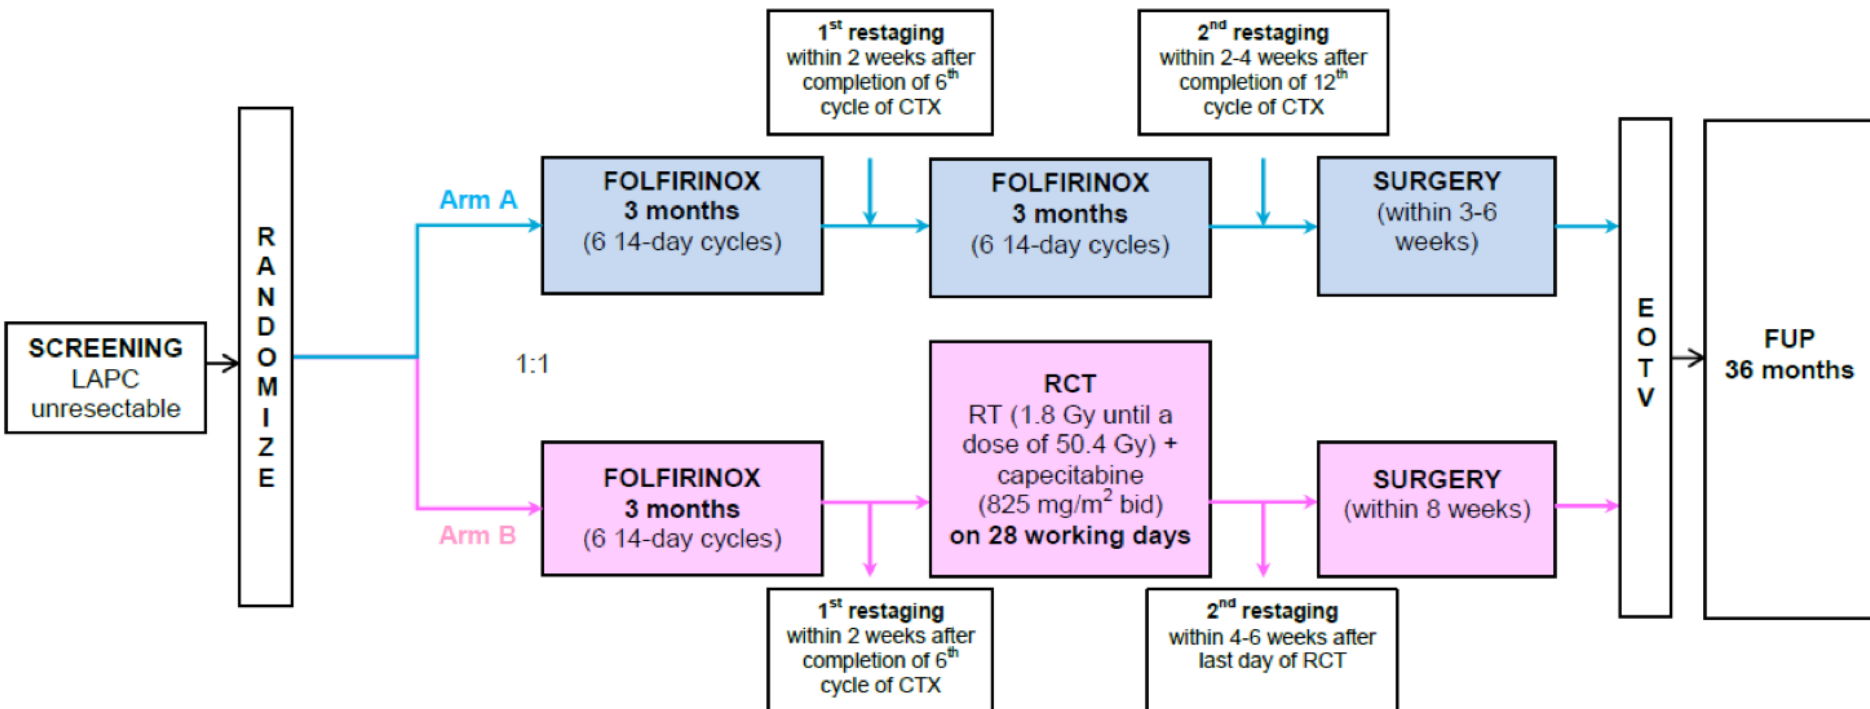 SCREENING
LAPC
unresectable
RANDOMIZE
1:1
Arm A
FOLFIRINOX
3 months
(6 14-day cycles)
1st restaging
within 2 weeks after
completion of 6th
cycle of CTX
FOLFIRINOX
3 months
(6 14-day cycles)
2nd restaging
within 2-4 weeks after
completion of 12th
cycle of CTX
SURGERY
(within 3-6
weeks)
Arm B
FOLFIRINOX
3 months
(6 14-day cycles)
1st restaging
within 2 weeks after
completion of 6th
cycle of CTX
RCT
RT (1.8 Gy until a
dose of 50.4 Gy) +
capecitabine
(825 mg/m2 bid)
on 28 working days
2nd restaging
within 4-6 weeks after
last day of RCT
SURGERY
(within 8 weeks)
EOTV
FUP
36 months